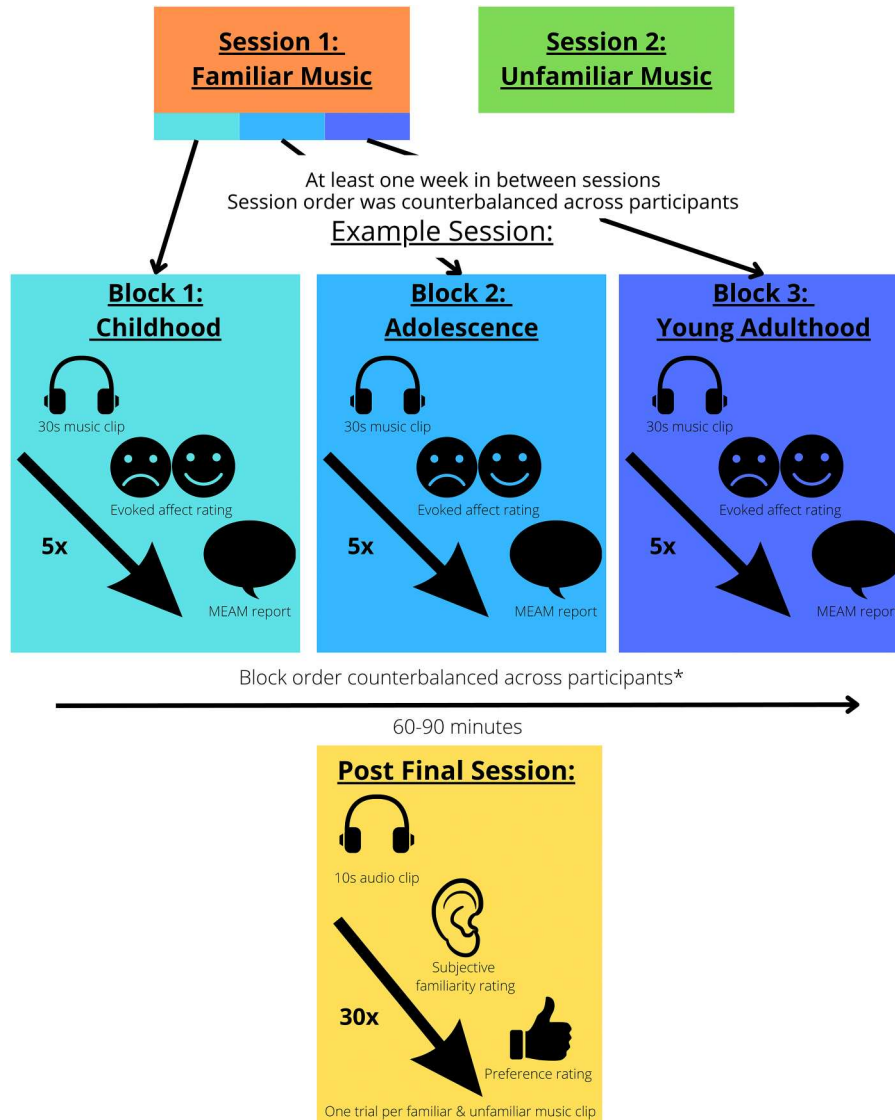 Session 1:
Familiar Music
Session 2:
Unfamiliar Music
At least one week in between sessions
Session order was counterbalanced across participants
Example Session:
Block 1:
Childhood
30s music clip
Evoked affect rating
5x
MEAM report
Block 2:
Adolescence
30s music clip
Evoked affect rating
5x
MEAM report
Block 3:
Young Adulthood
30s music clip
Evoked affect rating
5x
MEAM report
Block order counterbalanced across participants*
60-90 minutes
Post Final Session:
10s audio clip
Subjective
familiarity rating
30x
Preference rating
One trial per familiar & unfamiliar music clip